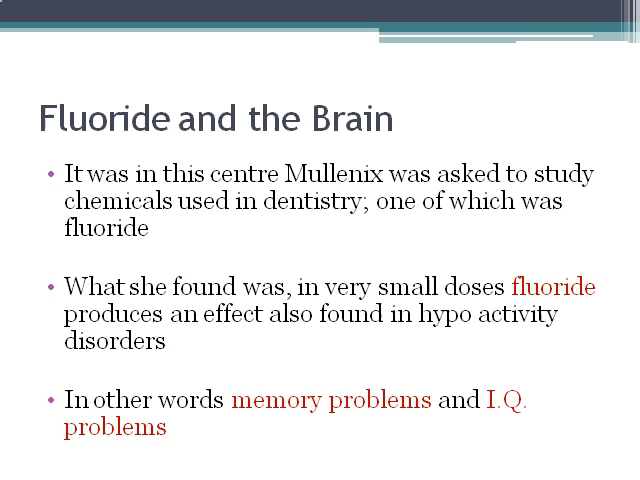 Fluoride and the Brain
• It was in this centre Mullenix was asked to study
chemicals used in dentistry; one of which was
fluoride
• What she found was, in very small doses fluoride
produces an effect also found in hypo activity
disorders
• In other words memory problems and I.Q.
problems